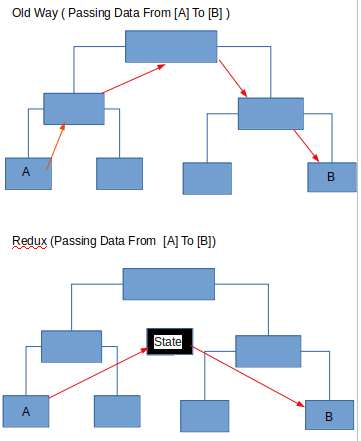 Old Way ( Passing Data From [A] To [B] )
A
B
Redux (Passing Data From  [A] To [B])
State
A
B